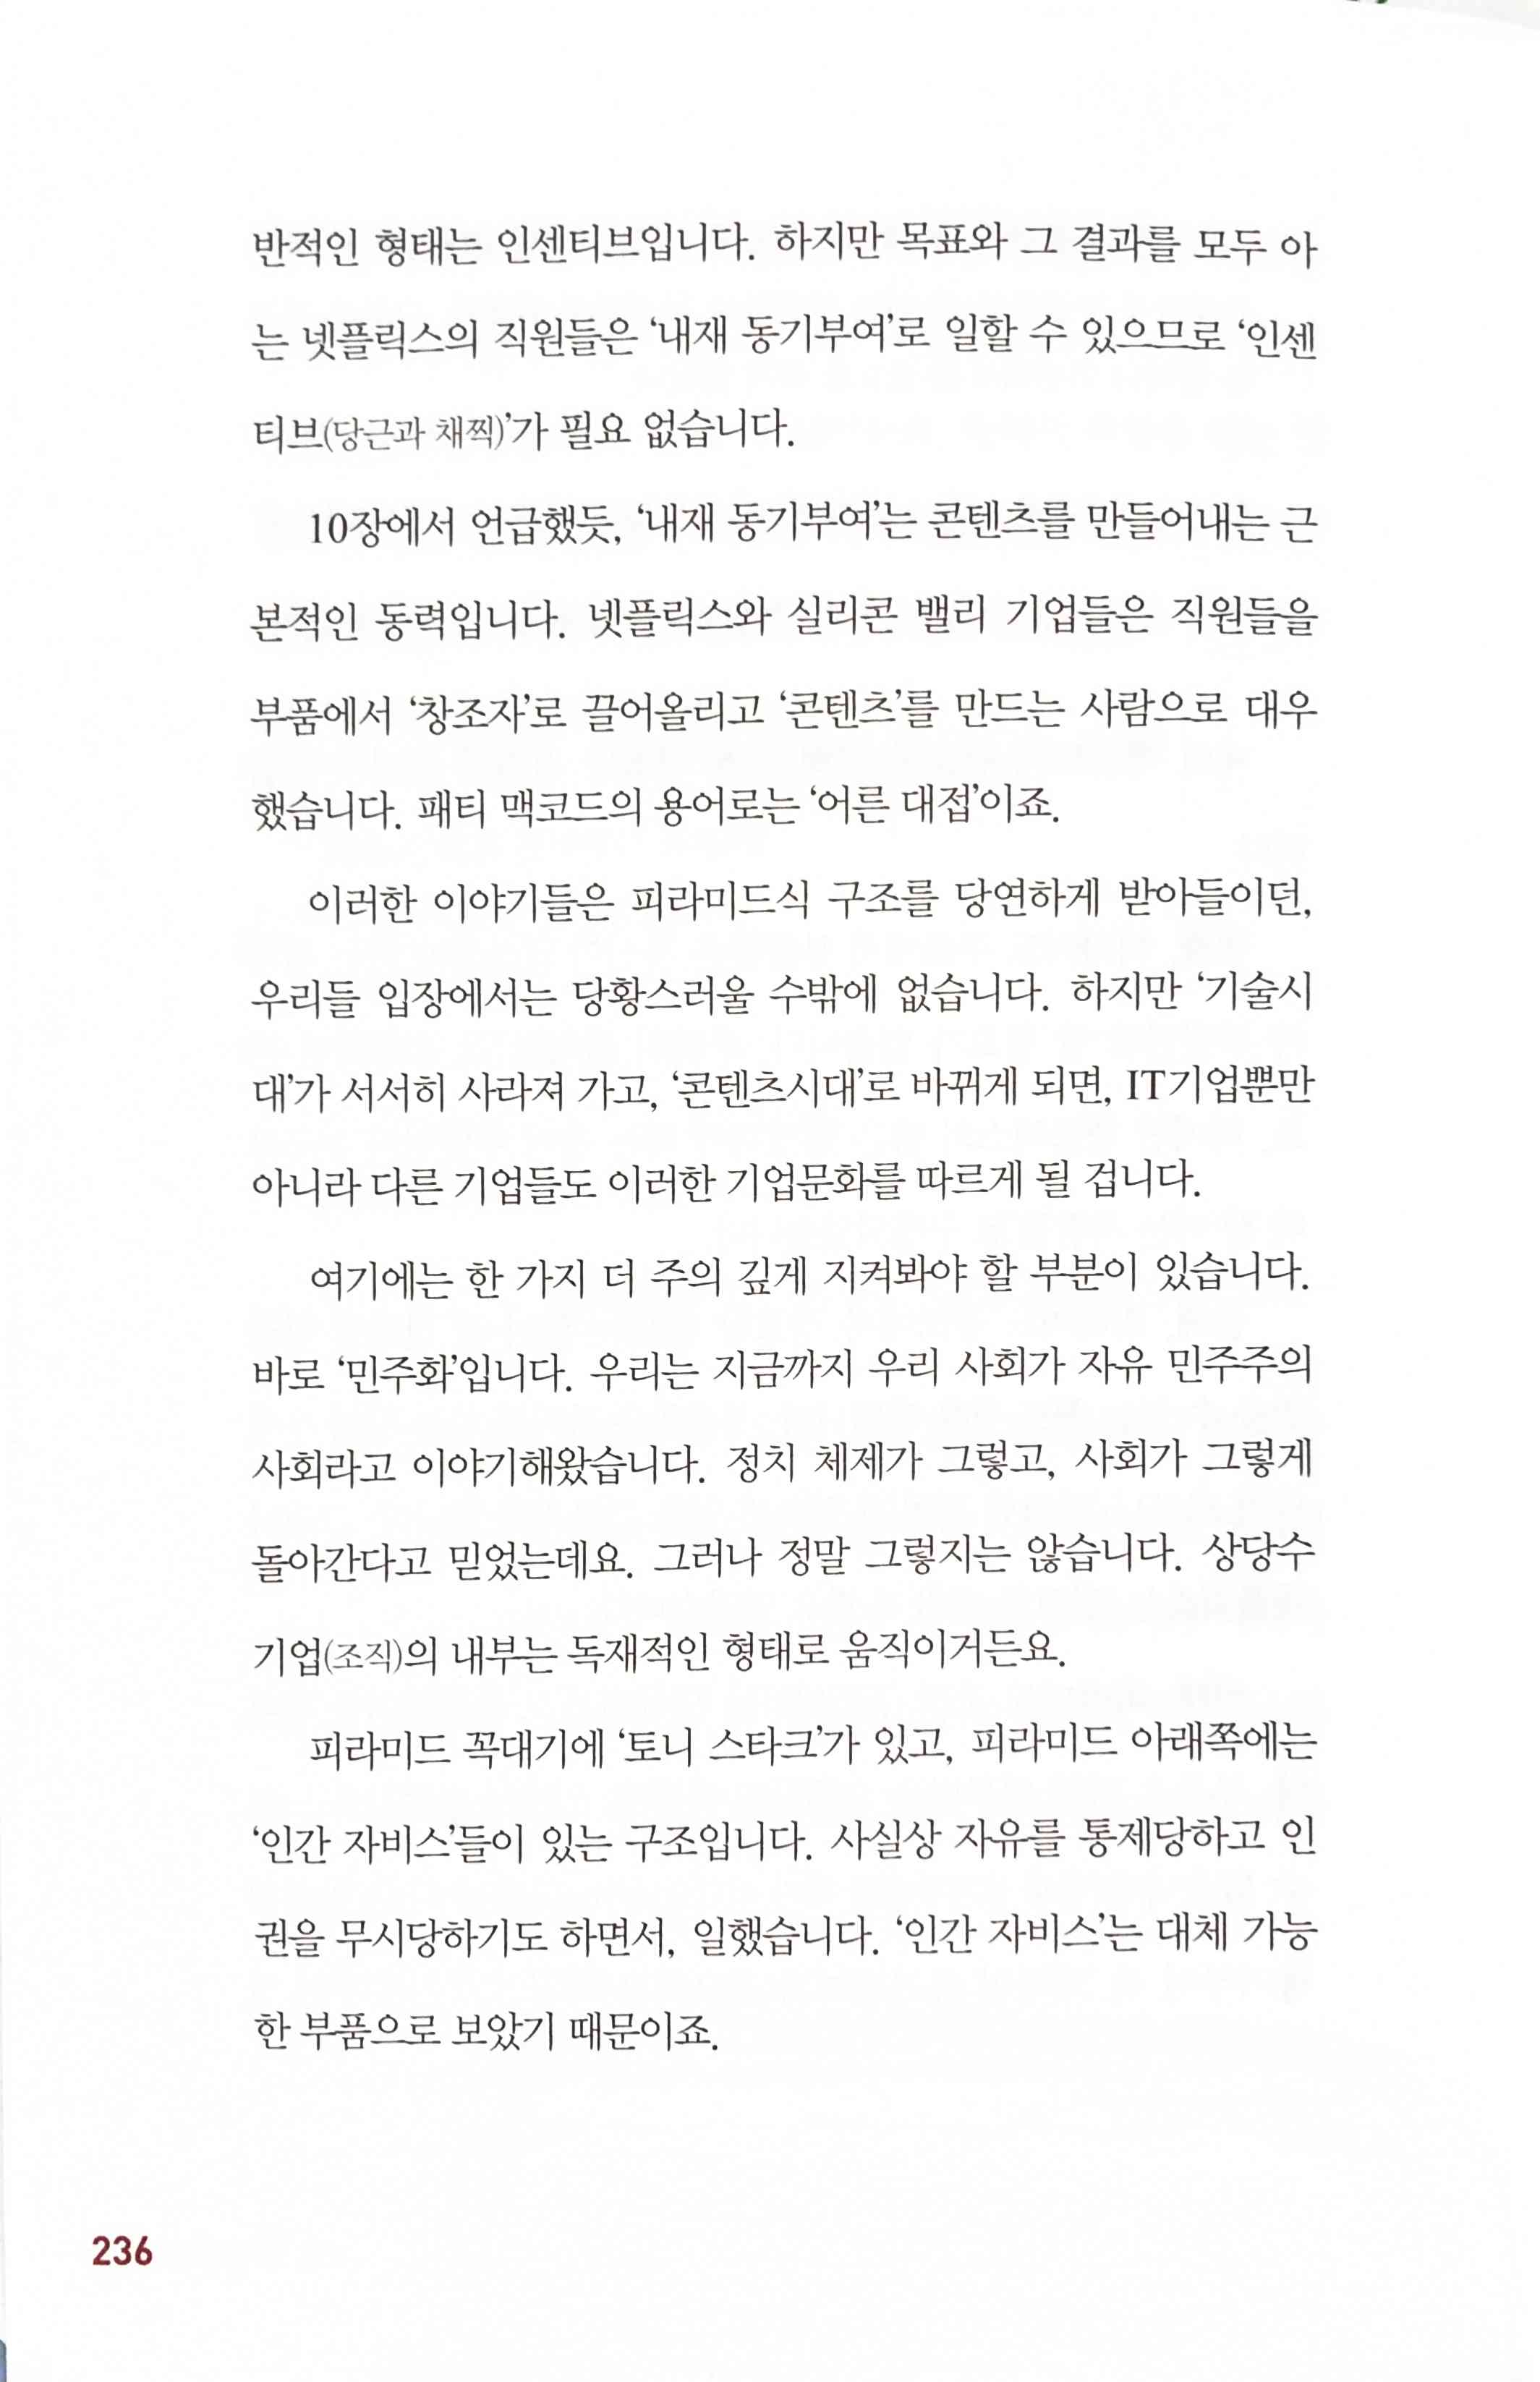 반적인 형태는 인센티브입니다. 하지만 목표와 그 결과를 모두 아
는 넷플릭스의 직원들은 ‘내재 동기부여’로 일할 수 있으므로 ‘인센
티브(당근과 채찍)’가 필요 없습니다.
10장에서 언급했듯, ‘내재 동기부여’는 콘텐츠를 만들어내는 근
본적인 동력입니다. 넷플릭스와 실리콘 밸리 기업들은 직원들을
부품에서 ‘창조자’로 끌어올리고 ‘콘텐츠’를 만드는 사람으로 대우
했습니다. 패티 맥코드의 용어로는 ‘어른 대접’이죠.
이러한 이야기들은 피라미드식 구조를 당연하게 받아들이던,
우리들 입장에서는 당황스러울 수밖에 없습니다. 하지만 ‘기술시
대’가 서서히 사라져 가고, ‘콘텐츠시대’로 바뀌게 되면, IT기업뿐만
아니라 다른 기업들도 이러한 기업문화를 따르게 될 겁니다.
여기에는 한 가지 더 주의 깊게 지켜봐야 할 부분이 있습니다.
바로 ‘민주화’입니다. 우리는 지금까지 우리 사회가 자유 민주주의
사회라고 이야기해왔습니다. 정치 체제가 그렇고, 사회가 그렇게
돌아간다고 믿었는데요. 그러나 정말 그렇지는 않습니다. 상당수
기업(조직)의 내부는 독재적인 형태로 움직이거든요.
피라미드 꼭대기에 ‘토니 스타크’가 있고, 피라미드 아래쪽에는
‘인간 자비스’들이 있는 구조입니다. 사실상 자유를 통제당하고 인
권을 무시당하기도 하면서, 일했습니다. ‘인간 자비스’는 대체 가능
한 부품으로 보았기 때문이죠.
236